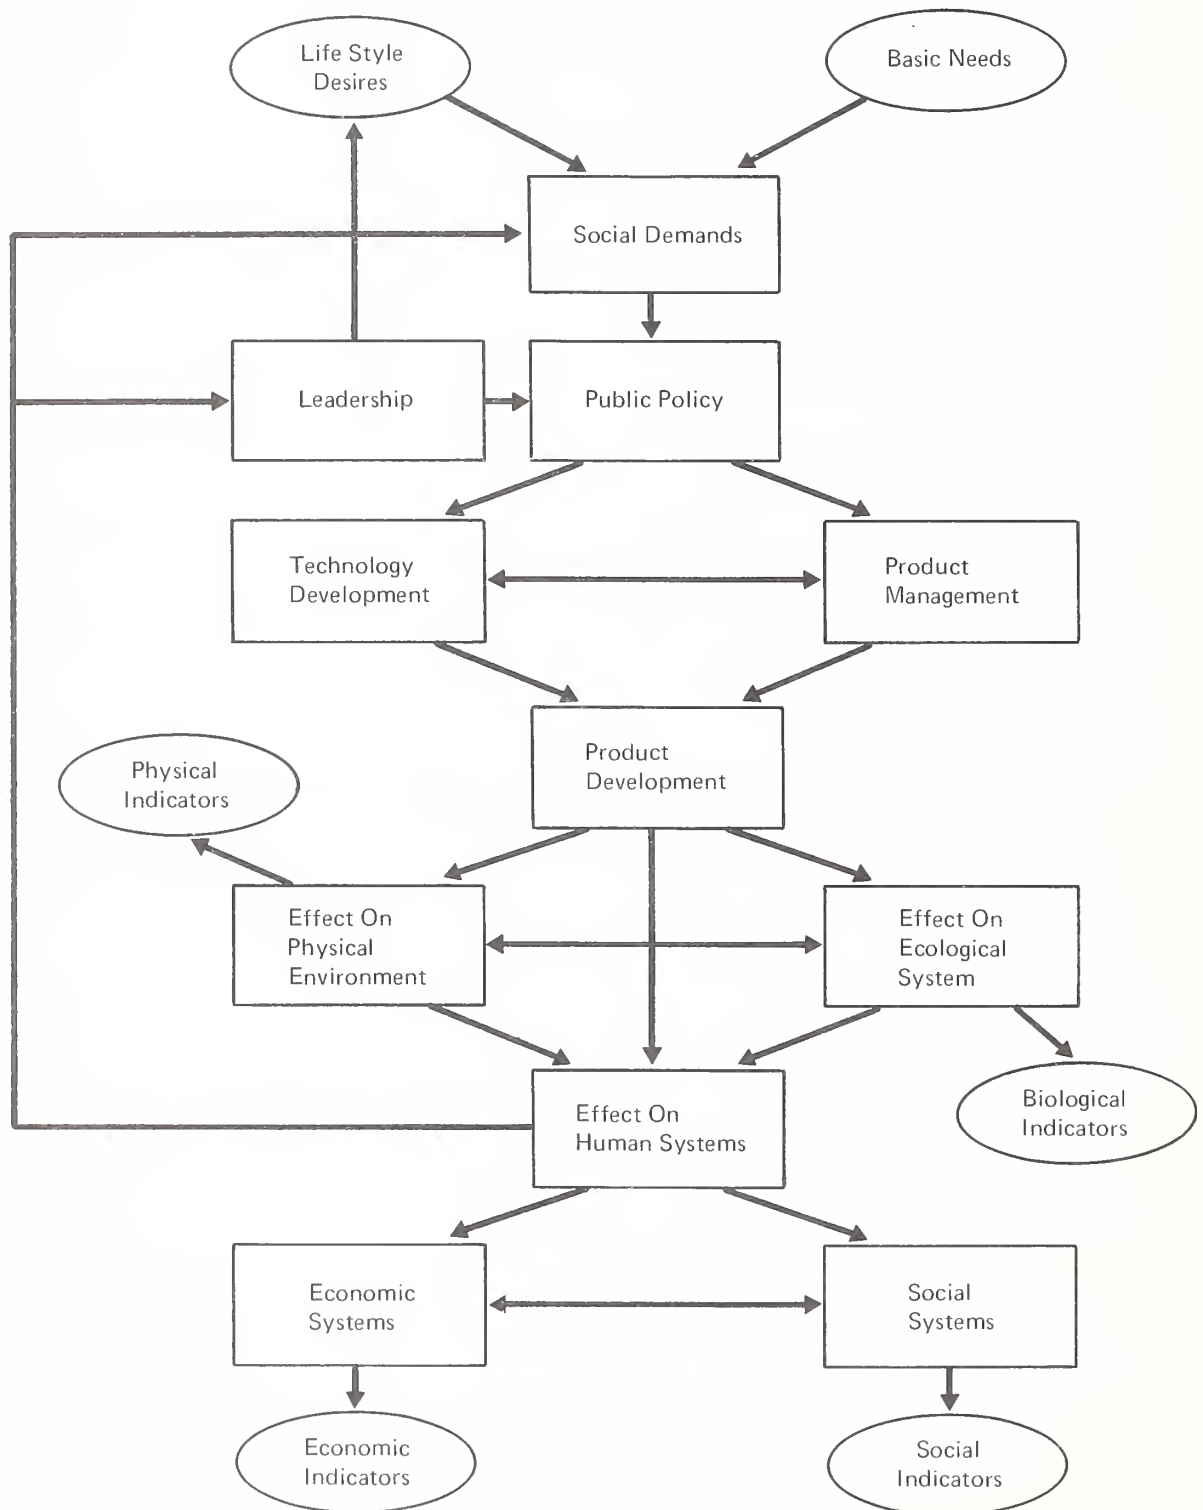 Life Style
Desires
Basic Needs
Social Demands
Leadership
Public Policy
Technology
Development
Product
Management
Product
Development
Physical
Indicators
Effect On
Physical
Environment
Effect On
Ecological
System
Effect On
Human Systems
Biological
Indicators
Economic
Systems
Social
Systems
Economic
Indicators
Social
Indicators